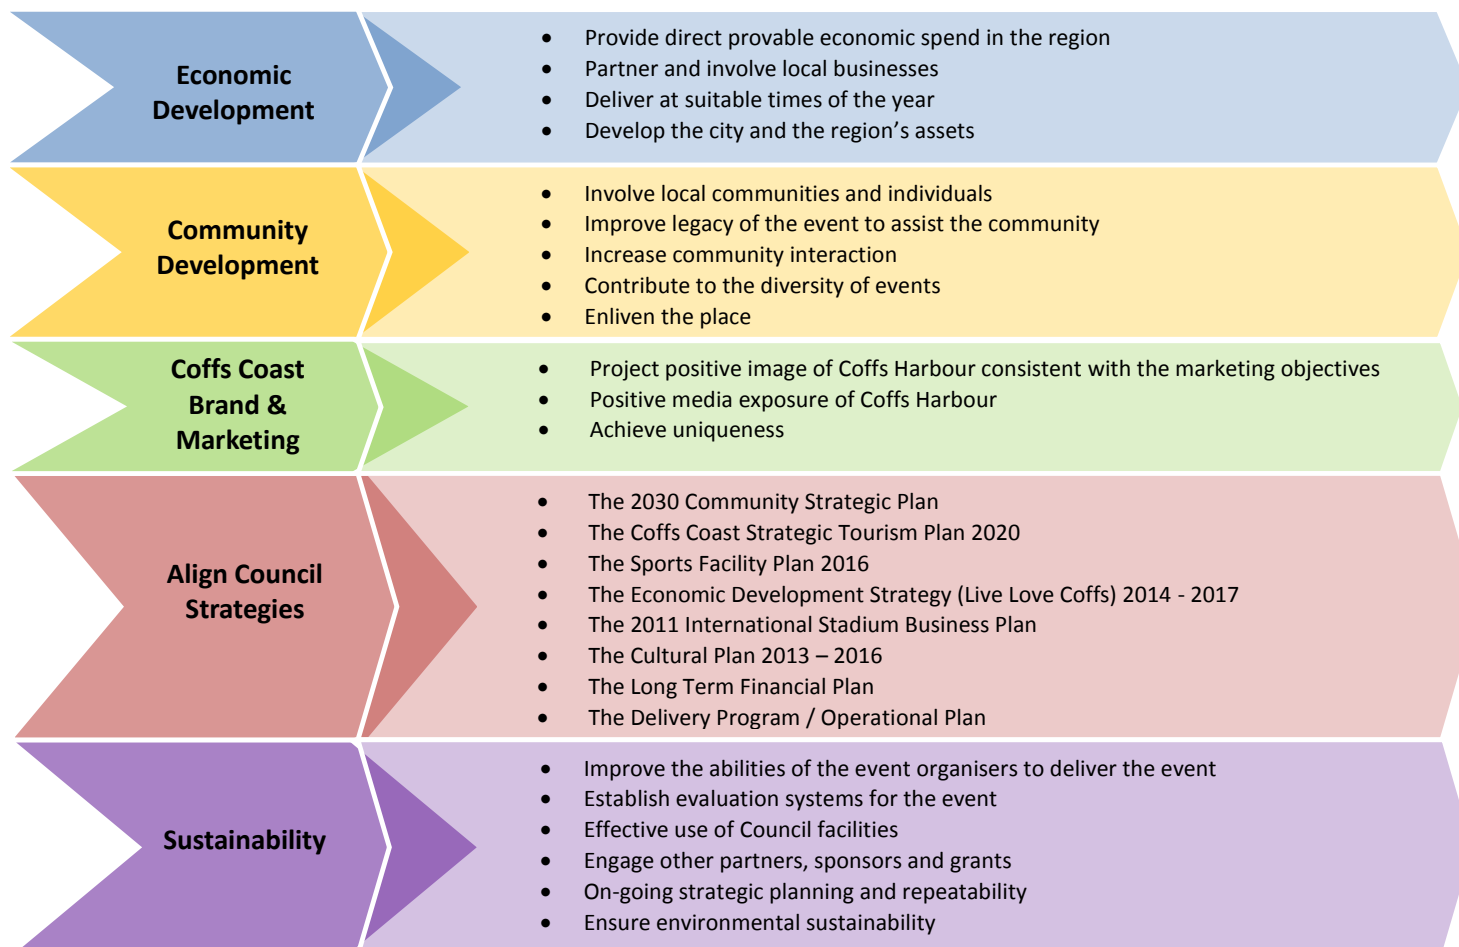 Economic
Development
• Provide direct provable economic spend in the region
• Partner and involve local businesses
• Deliver at suitable times of the year
• Develop the city and the region's assets
Community
Development
• Involve local communities and individuals
• Improve legacy of the event to assist the community
• Increase community interaction
• Contribute to the diversity of events
• Enliven the place
Coffs Coast
Brand &
Marketing
• Project positive image of Coffs Harbour consistent with the marketing objectives
• Positive media exposure of Coffs Harbour
• Achieve uniqueness
Align Council
Strategies
• The 2030 Community Strategic Plan
• The Coffs Coast Strategic Tourism Plan 2020
• The Sports Facility Plan 2016
• The Economic Development Strategy (Live Love Coffs) 2014 - 2017
• The 2011 International Stadium Business Plan
• The Cultural Plan 2013 – 2016
• The Long Term Financial Plan
• The Delivery Program / Operational Plan
Sustainability
• Improve the abilities of the event organisers to deliver the event
• Establish evaluation systems for the event
• Effective use of Council facilities
• Engage other partners, sponsors and grants
• On-going strategic planning and repeatability
• Ensure environmental sustainability